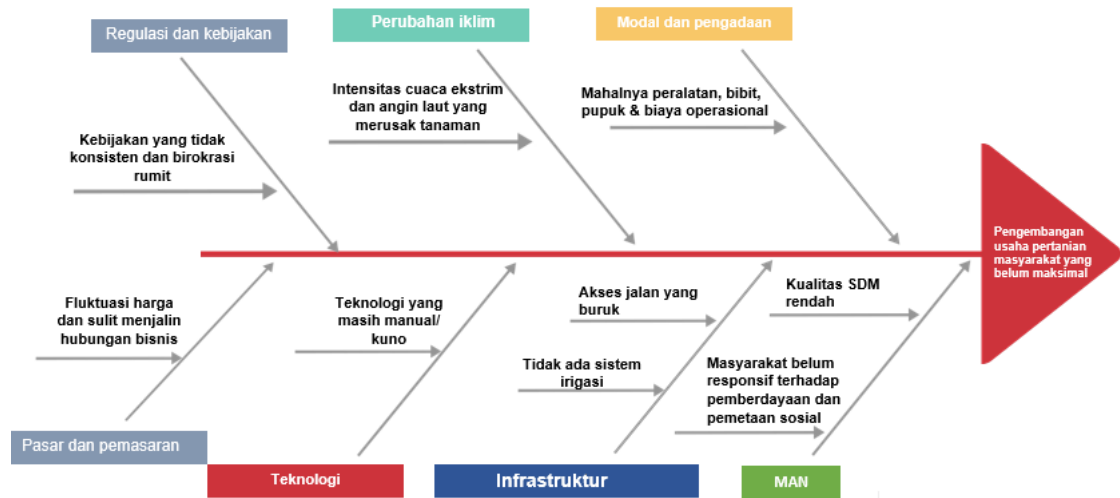 Regulasi dan kebijakan
Perubahan iklim
Modal dan pengadaan
Kebijakan yang tidak
konsisten dan birokrasi
rumit
Intensitas cuaca ekstrim
dan angin laut yang
merusak tanaman
Mahalnya peralatan, bibit,
pupuk & biaya operasional
Pengembangan
usaha pertanian
masyarakat yang
belum maksimal
Fluktuasi harga
dan sulit menjalin
hubungan bisnis
Teknologi yang
masih manual/
kuno
Akses jalan yang
buruk
Tidak ada sistem
irigasi
Kualitas SDM
rendah
Masyarakat belum
responsif terhadap
pemberdayaan dan
pemetaan sosial
Pasar dan pemasaran
Teknologi
Infrastruktur
MAN